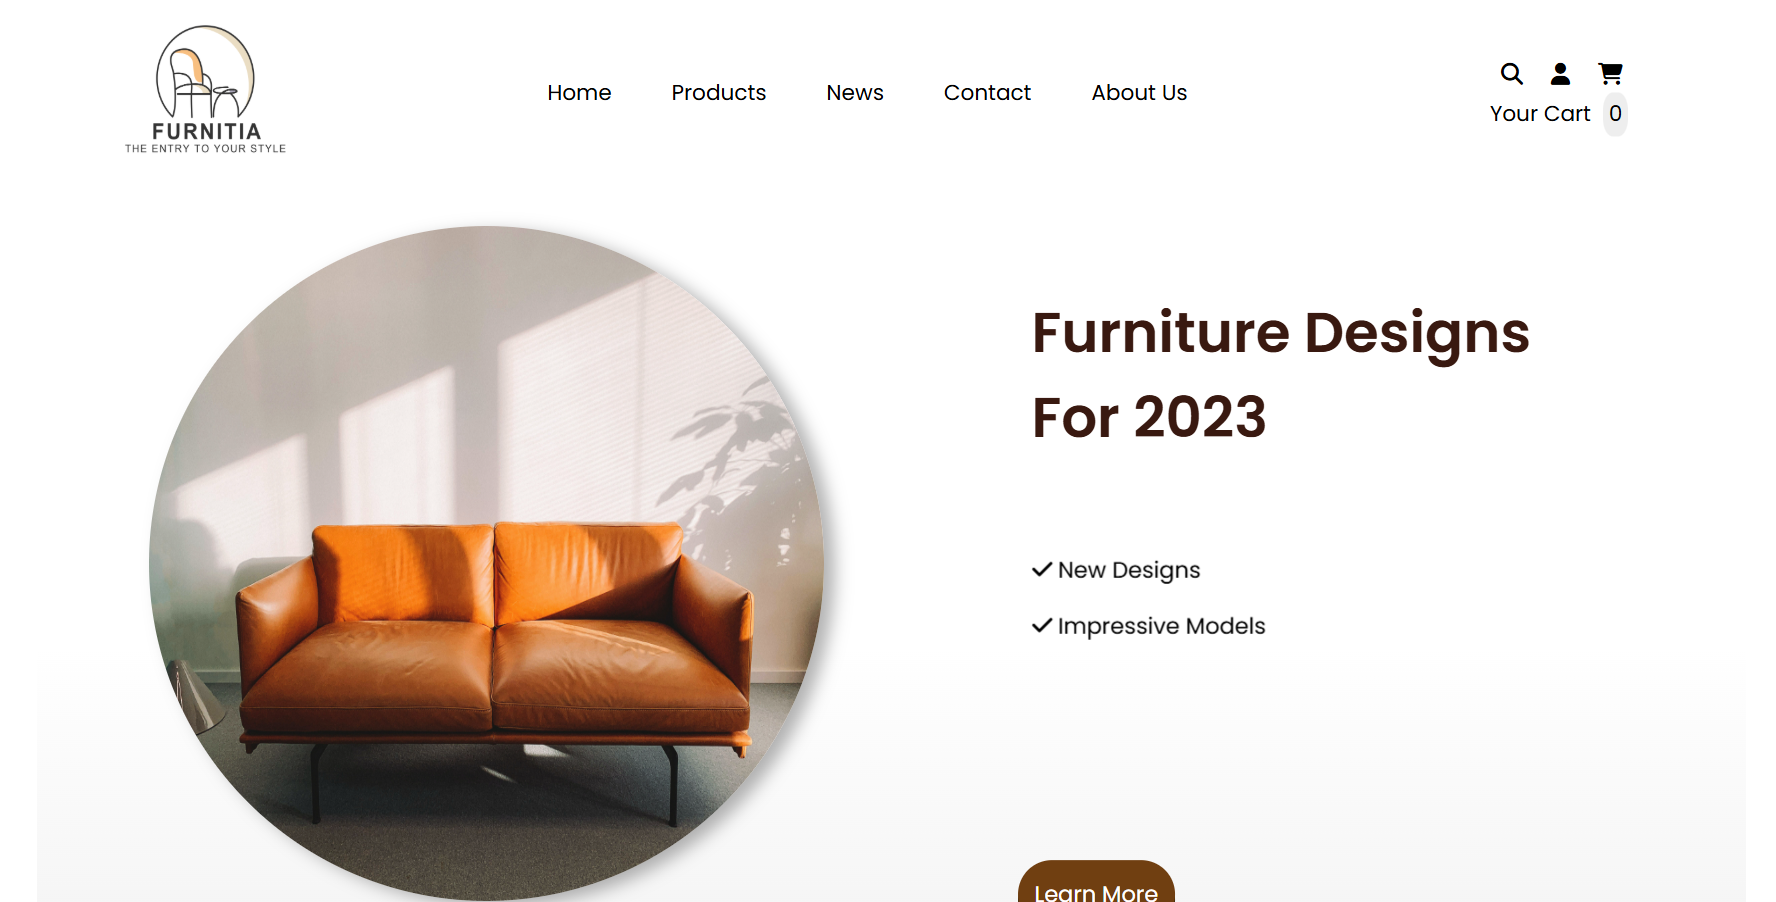 FURNITIA
THE ENTRY TO YOUR STYLE
Home Products News Contact About Us
Your Cart 0
Furniture Designs
For 2023
New Designs
Impressive Models
Learn More